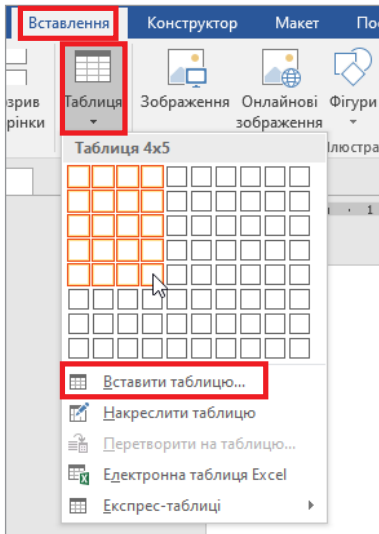 Вставлення Конструктор Макет
Таблиця Зображення Онлайнові Фігури
зображення
Таблиця 4x5
1
Вставити таблицю...
Накреслити таблицю
Перетворити на таблицю...
Електронна таблиця Excel
Експрес-таблиці